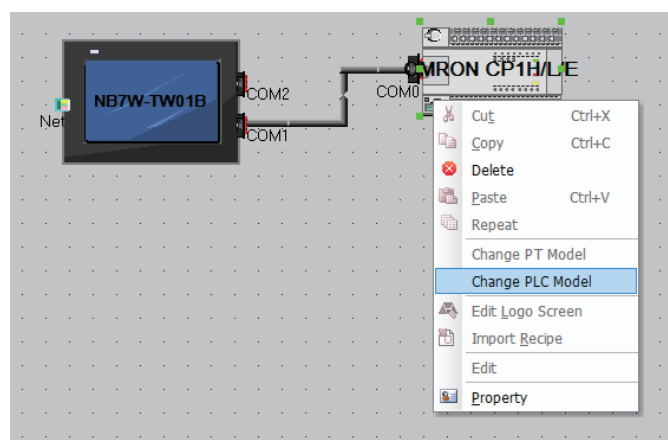 MRON CP1H/L/E
NB7W-TW01B
COM2
COM0
Net
COM1
Cut Ctrl+X
Copy Ctrl+C
Delete
Paste Ctrl+V
Repeat
Change PT Model
Change PLC Model
Edit Logo Screen
Import Recipe
Edit
Property